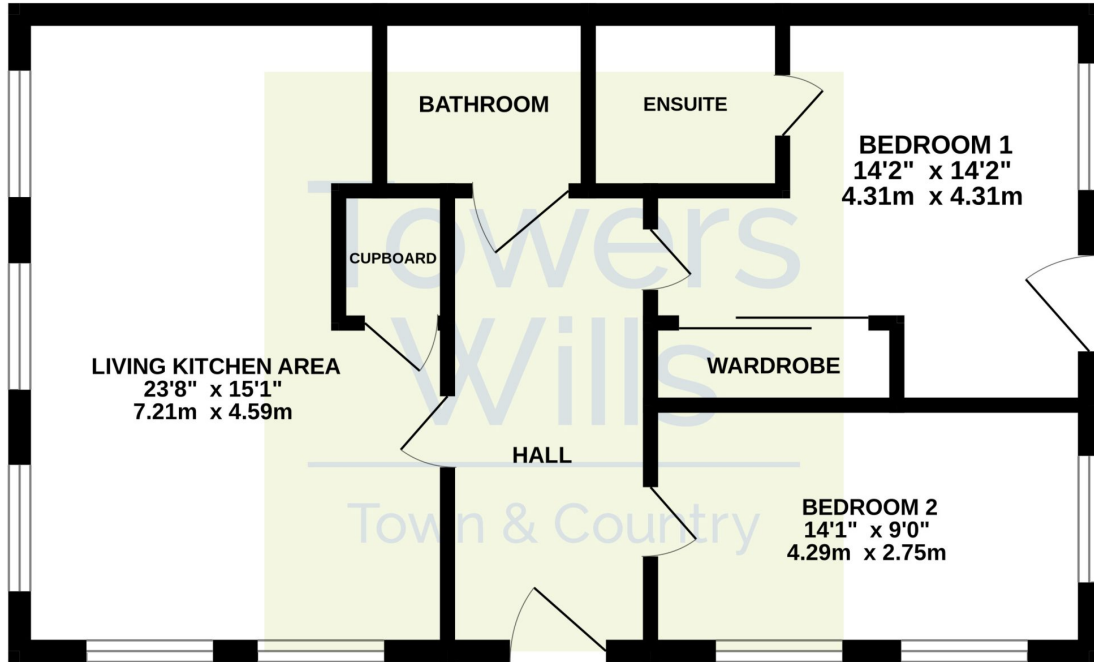 BATHROOM
ENSUITE
BEDROOM 1
14'2" x 14'2"
4.31m x 4.31m
Towers
CUPBOARD
Wills
LIVING KITCHEN AREA
23'8" x 15'1"
7.21m x 4.59m
WARDROBE
HALL
Town & Country
BEDROOM 2
14'1" x 9'0"
4.29m x 2.75m